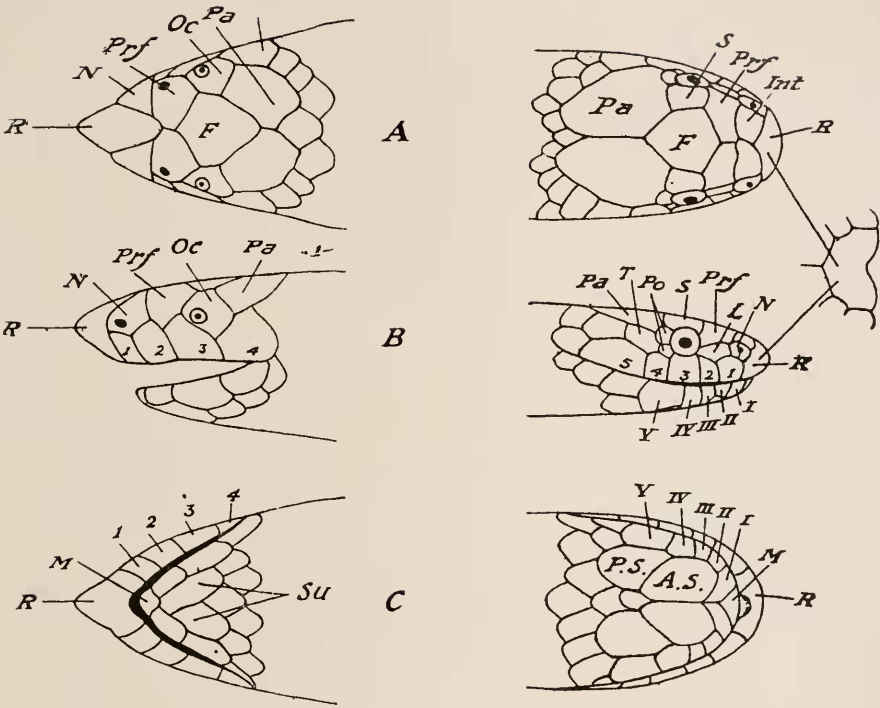 Oc Pa
Prf
N
R
F
A
S
Prf
Int
Pa
F
R
Oc
Pa
Prf
N
R
1 2 3 4
B
Pa T Po S Prf
L N
R
5 4 3 2 1
V IV III II I
4
3
2
1
M
R
Su
C
V IV III II I
M
P.S. A.S.
R